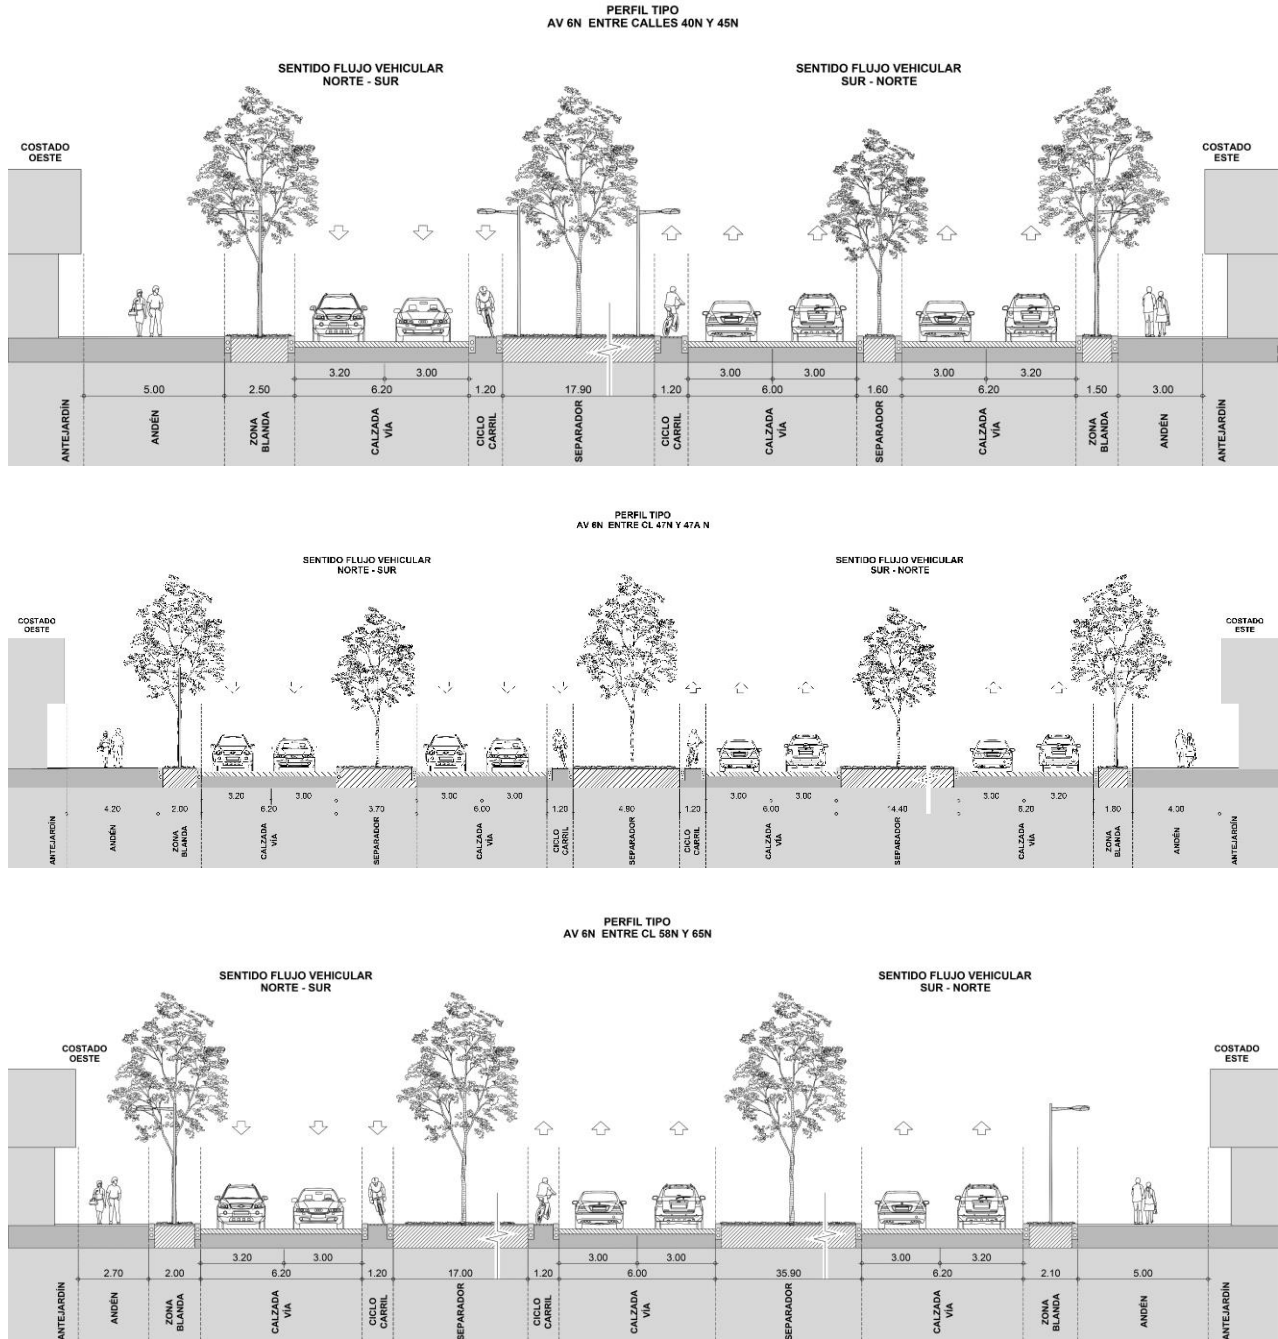 PERFIL TIPO
AV 6N ENTRE CALLES 40N Y 45N
SENTIDO FLUJO VEHICULAR
NORTE - SUR
SENTIDO FLUJO VEHICULAR
SUR - NORTE
COSTADO
OESTE
COSTADO
ESTE
3.20 3.00 3.00 3.00 3.00 3.20
5.00 2.50 6.20 1.20 17.90 1.20 6.00 1.60 6.20 1.50 3.00
ANTEJARDÍN
ANDÉN
ZONA
BLANDA
CALZADA
VÍA
CICLO
CARRIL
SEPARADOR
CICLO
CARRIL
CALZADA
VÍA
SEPARADOR
CALZADA
VÍA
ZONA
BLANDA
ANDÉN
ANTEJARDÍN
PERFIL TIPO
AV 6N ENTRE CL 47N Y 47A N
SENTIDO FLUJO VEHICULAR
NORTE - SUR
SENTIDO FLUJO VEHICULAR
SUR - NORTE
COSTADO
OESTE
COSTADO
ESTE
3.20 3.00 3.00 3.00 3.00 3.00 3.00 3.20
4.20 2.00 6.20 3.70 6.00 1.20 4.80 1.20 6.00 14.40 6.20 1.80 4.00
ANTEJARDÍN
ANDÉN
ZONA
BLANDA
CALZADA
VÍA
SEPARADOR
CALZADA
VÍA
CICLO
CARRIL
SEPARADOR
CICLO
CARRIL
CALZADA
VÍA
SEPARADOR
CALZADA
VÍA
ZONA
BLANDA
ANDÉN
ANTEJARDÍN
PERFIL TIPO
AV 6N ENTRE CL 58N Y 65N
SENTIDO FLUJO VEHICULAR
NORTE - SUR
SENTIDO FLUJO VEHICULAR
SUR - NORTE
COSTADO
OESTE
COSTADO
ESTE
3.20 3.00 3.00 3.00 3.00 3.20
2.70 2.00 6.20 1.20 17.00 1.20 6.00 35.90 6.20 2.10 5.00
ANTEJARDÍN
ANDÉN
ZONA
BLANDA
CALZADA
VÍA
CICLO
CARRIL
SEPARADOR
CICLO
CARRIL
CALZADA
VÍA
SEPARADOR
CALZADA
VÍA
ZONA
BLANDA
ANDÉN
ANTEJARDÍN